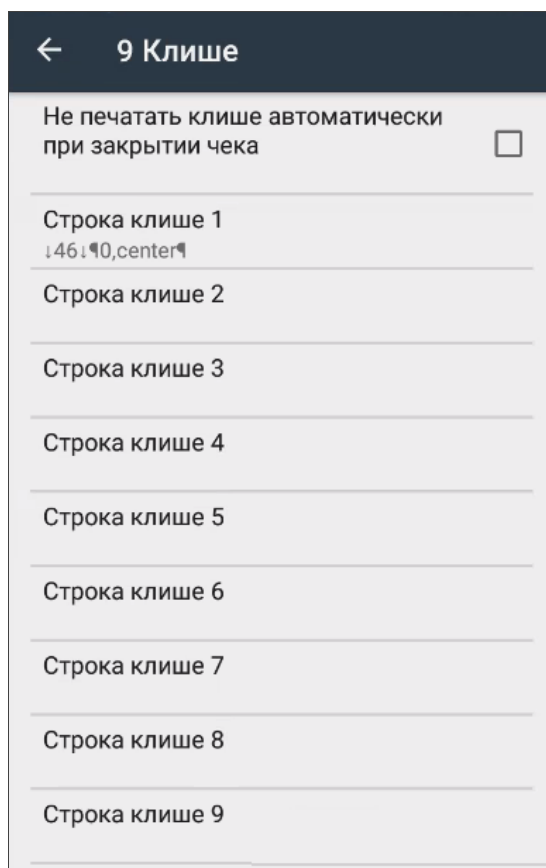 9 Клише
Не печатать клише автоматически
при закрытии чека
Строка клише 1
↓46↓¶0,center¶
Строка клише 2
Строка клише 3
Строка клише 4
Строка клише 5
Строка клише 6
Строка клише 7
Строка клише 8
Строка клише 9